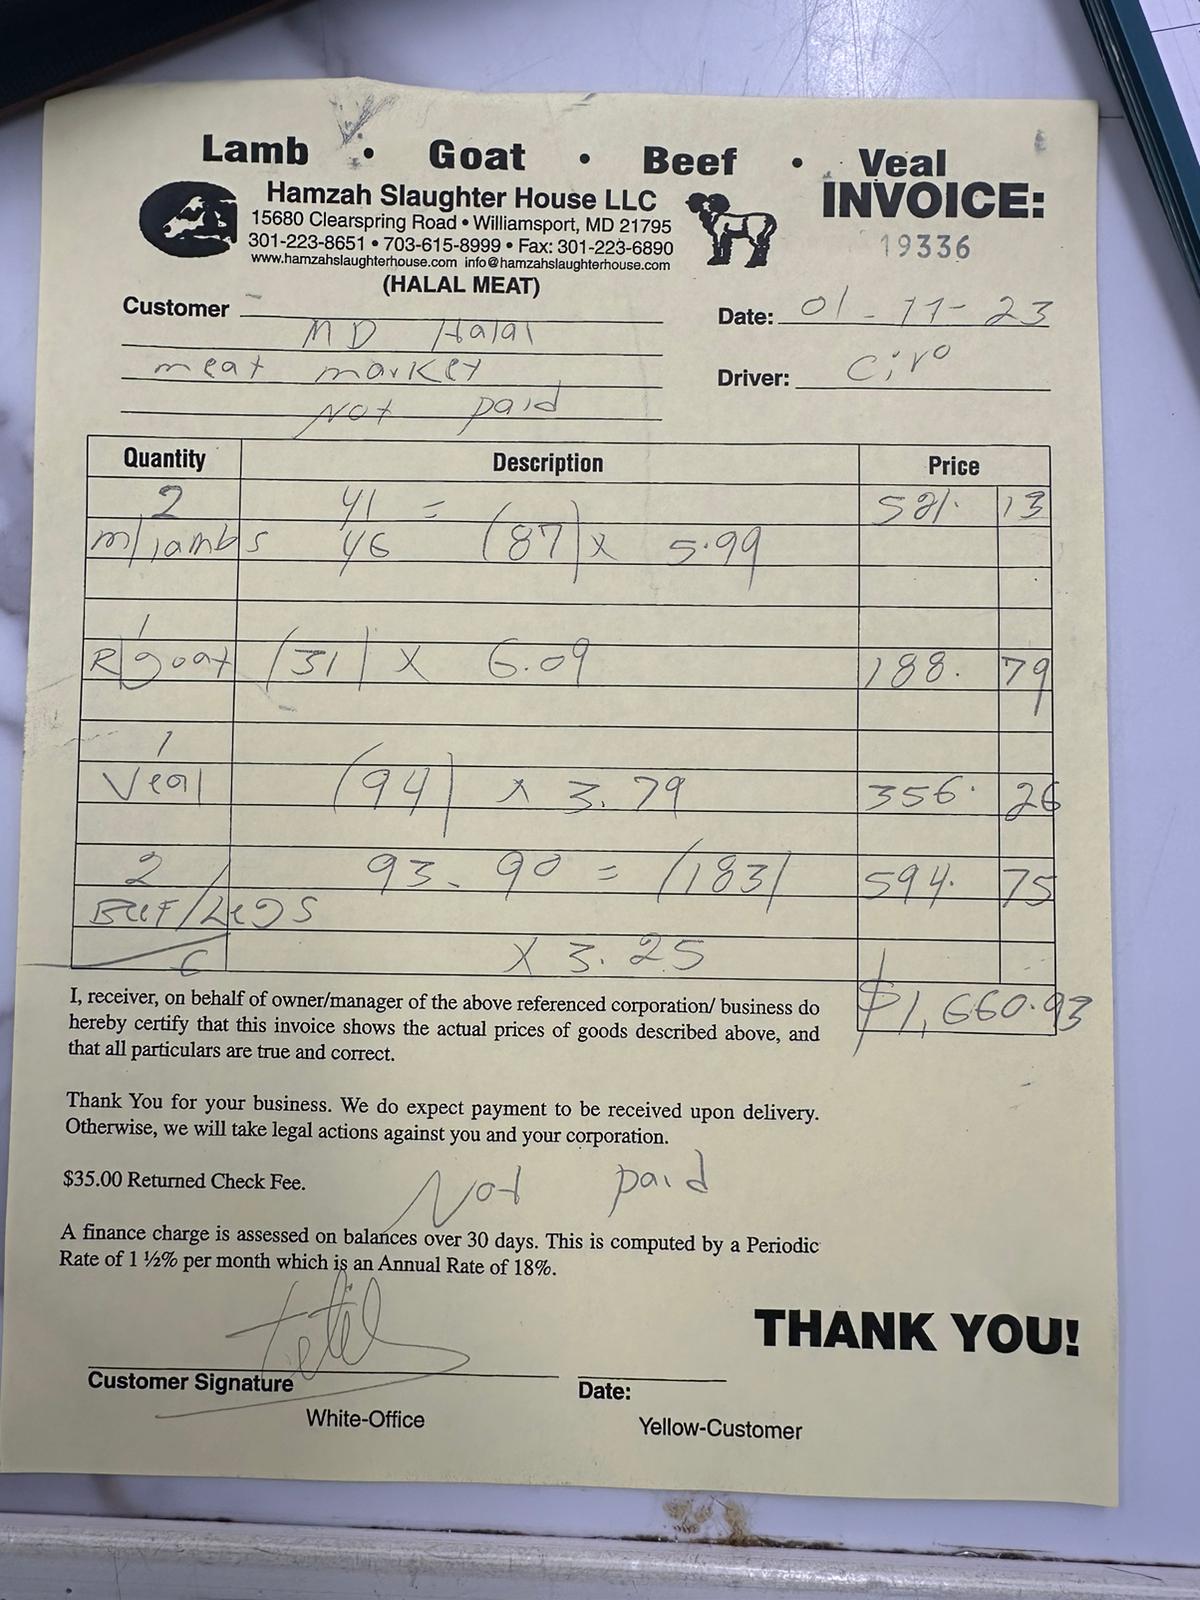 Lamb • Goat • Beef • Veal
Hamzah Slaughter House LLC
15680 Clearspring Road • Williamsport, MD 21795
301-223-8651 • 703-615-8999 • Fax: 301-223-6890
www.hamzahslaughterhouse.com info@hamzahslaughterhouse.com
(HALAL MEAT)
INVOICE:
19336
Customer
MD Halal
meat market
Not paid
Date: 01-11-23
Driver: Ciro
Quantity Description Price
2 41 = 521. 13
m/lambs 46 (87) x 5.99
1
R/goat (31) x 6.09 188. 79
1
Veal (94) x 3.79 356. 26
2 93 - 90 = (183) 594. 75
BEEF/Legs
6 x 3.25
$1,660.93
I, receiver, on behalf of owner/manager of the above referenced corporation/ business do
hereby certify that this invoice shows the actual prices of goods described above, and
that all particulars are true and correct.
Thank You for your business. We do expect payment to be received upon delivery.
Otherwise, we will take legal actions against you and your corporation.
$35.00 Returned Check Fee.
Not paid
A finance charge is assessed on balances over 30 days. This is computed by a Periodic
Rate of 1 ½% per month which is an Annual Rate of 18%.
THANK YOU!
Customer Signature
Date:
White-Office
Yellow-Customer